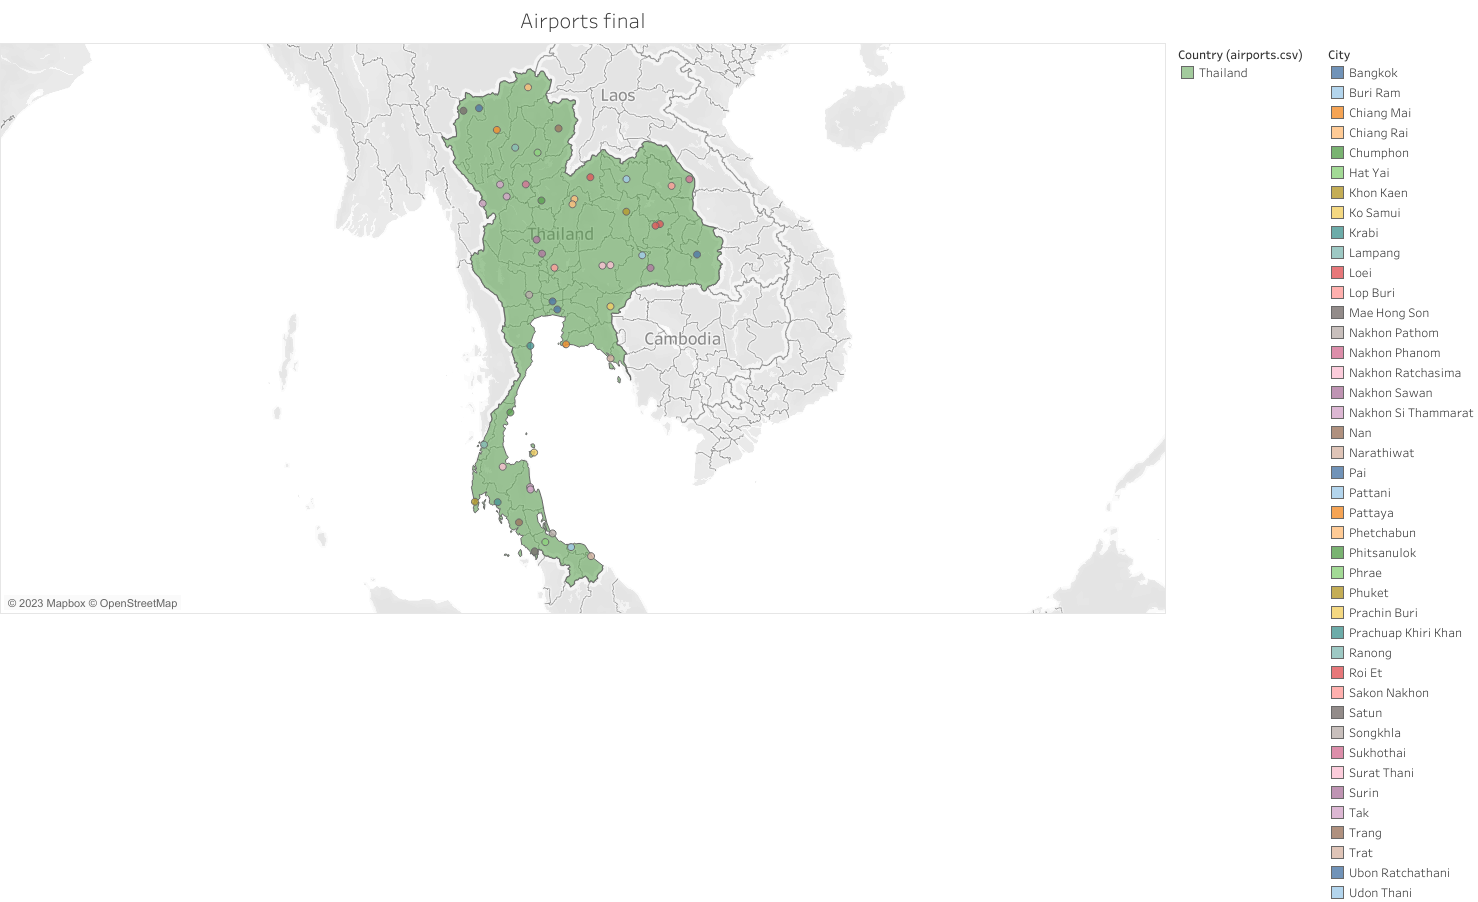 Airports final
Laos
Thailand
Cambodia
© 2023 Mapbox © OpenStreetMap
Country (airports.csv)
Thailand
City
Bangkok
Buri Ram
Chiang Mai
Chiang Rai
Chumphon
Hat Yai
Khon Kaen
Ko Samui
Krabi
Lampang
Loei
Lop Buri
Mae Hong Son
Nakhon Pathom
Nakhon Phanom
Nakhon Ratchasima
Nakhon Sawan
Nakhon Si Thammarat
Nan
Narathiwat
Pai
Pattani
Pattaya
Phetchabun
Phitsanulok
Phrae
Phuket
Prachin Buri
Prachuap Khiri Khan
Ranong
Roi Et
Sakon Nakhon
Satun
Songkhla
Sukhothai
Surat Thani
Surin
Tak
Trang
Trat
Ubon Ratchathani
Udon Thani